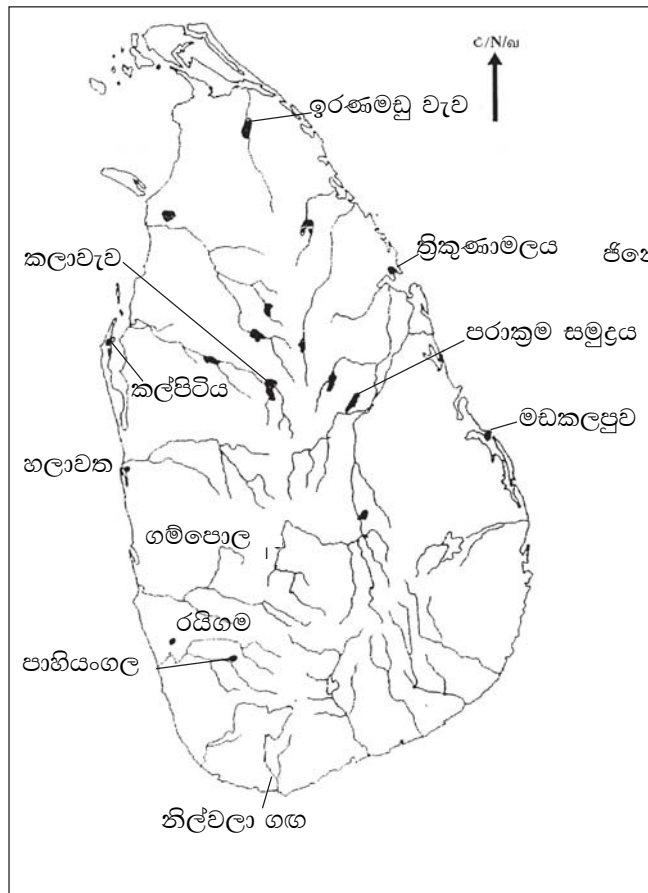 උ/N/வ
ඉරණමඩු වැව
ත්‍රිකුණාමලය
කලාවැව
පරාක්‍රම සමුද්‍රය
කල්පිටිය
මඩකලපුව
හලාවත
ගම්පොල
රයිගම
පාහියංගල
නිල්වලා ගඟ